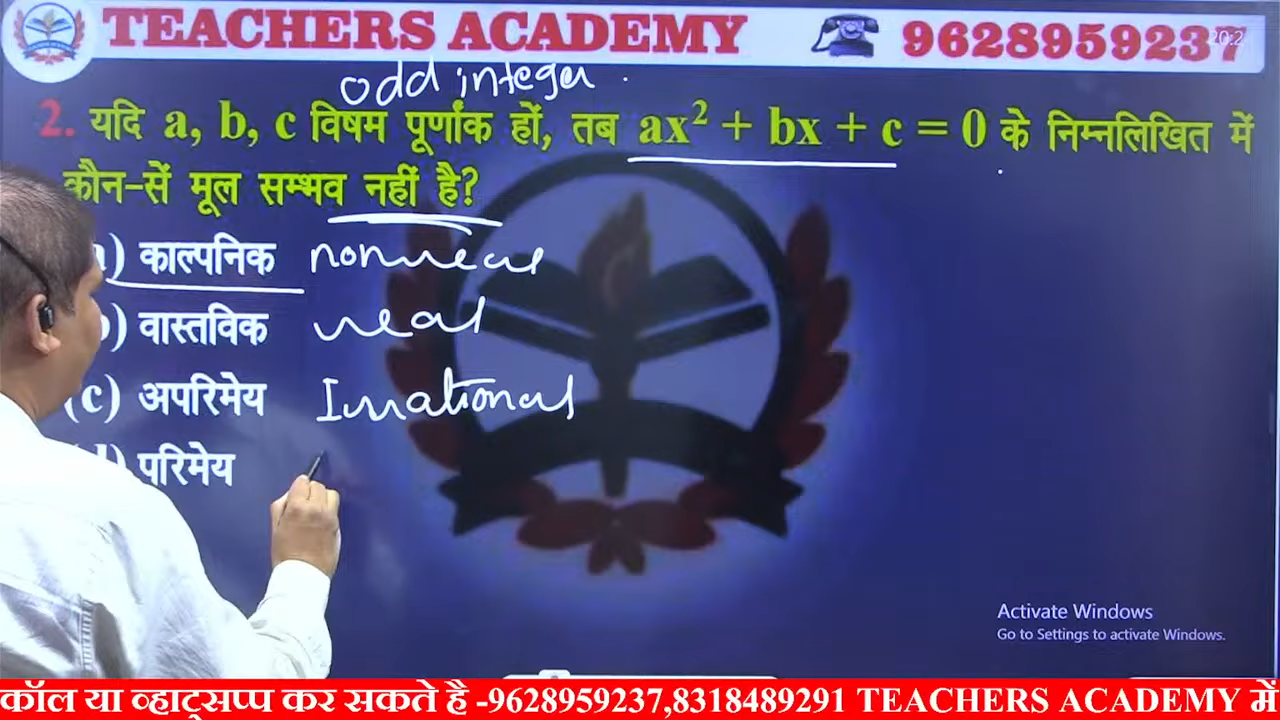 TEACHERS ACADEMY 9628959237
20:2
odd integer
2. यदि a, b, c विषम पूर्णांक हों, तब ax² + bx + c = 0 के निम्नलिखित में
कौन-सें मूल सम्भव नहीं है?
) काल्पनिक nonreal
) वास्तविक real
(c) अपरिमेय Irrational
d) परिमेय
Activate Windows
Go to Settings to activate Windows.
कॉल या व्हाट्सप्प कर सकते है -9628959237,8318489291 TEACHERS ACADEMY में